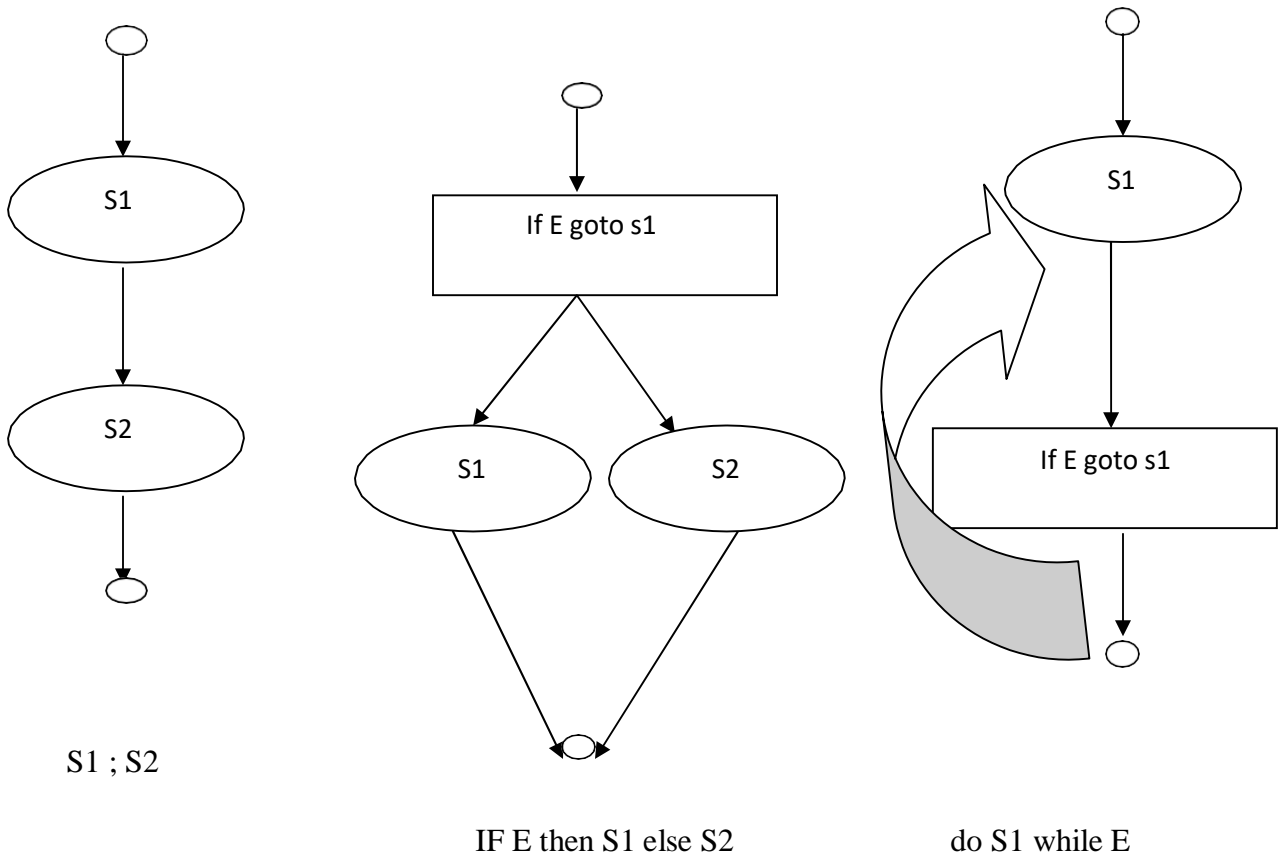 S1
S2
S1 ; S2
If E goto s1
S1
S2
IF E then S1 else S2
S1
If E goto s1
do S1 while E